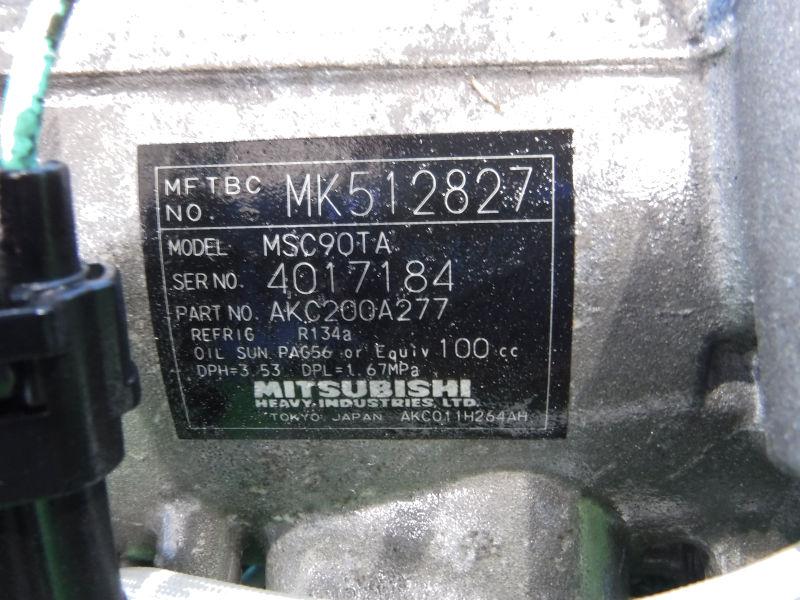 MFTBC NO. MK512827
MODEL MSC90TA
SER NO. 4017184
PART NO. AKC200A277
REFRIG R134a
OIL SUN PAG56 or Equiv 100 cc
DPH=3.53 DPL=1.67MPa
MITSUBISHI
HEAVY-INDUSTRIES, LTD.
TOKYO JAPAN AKC011H264AH